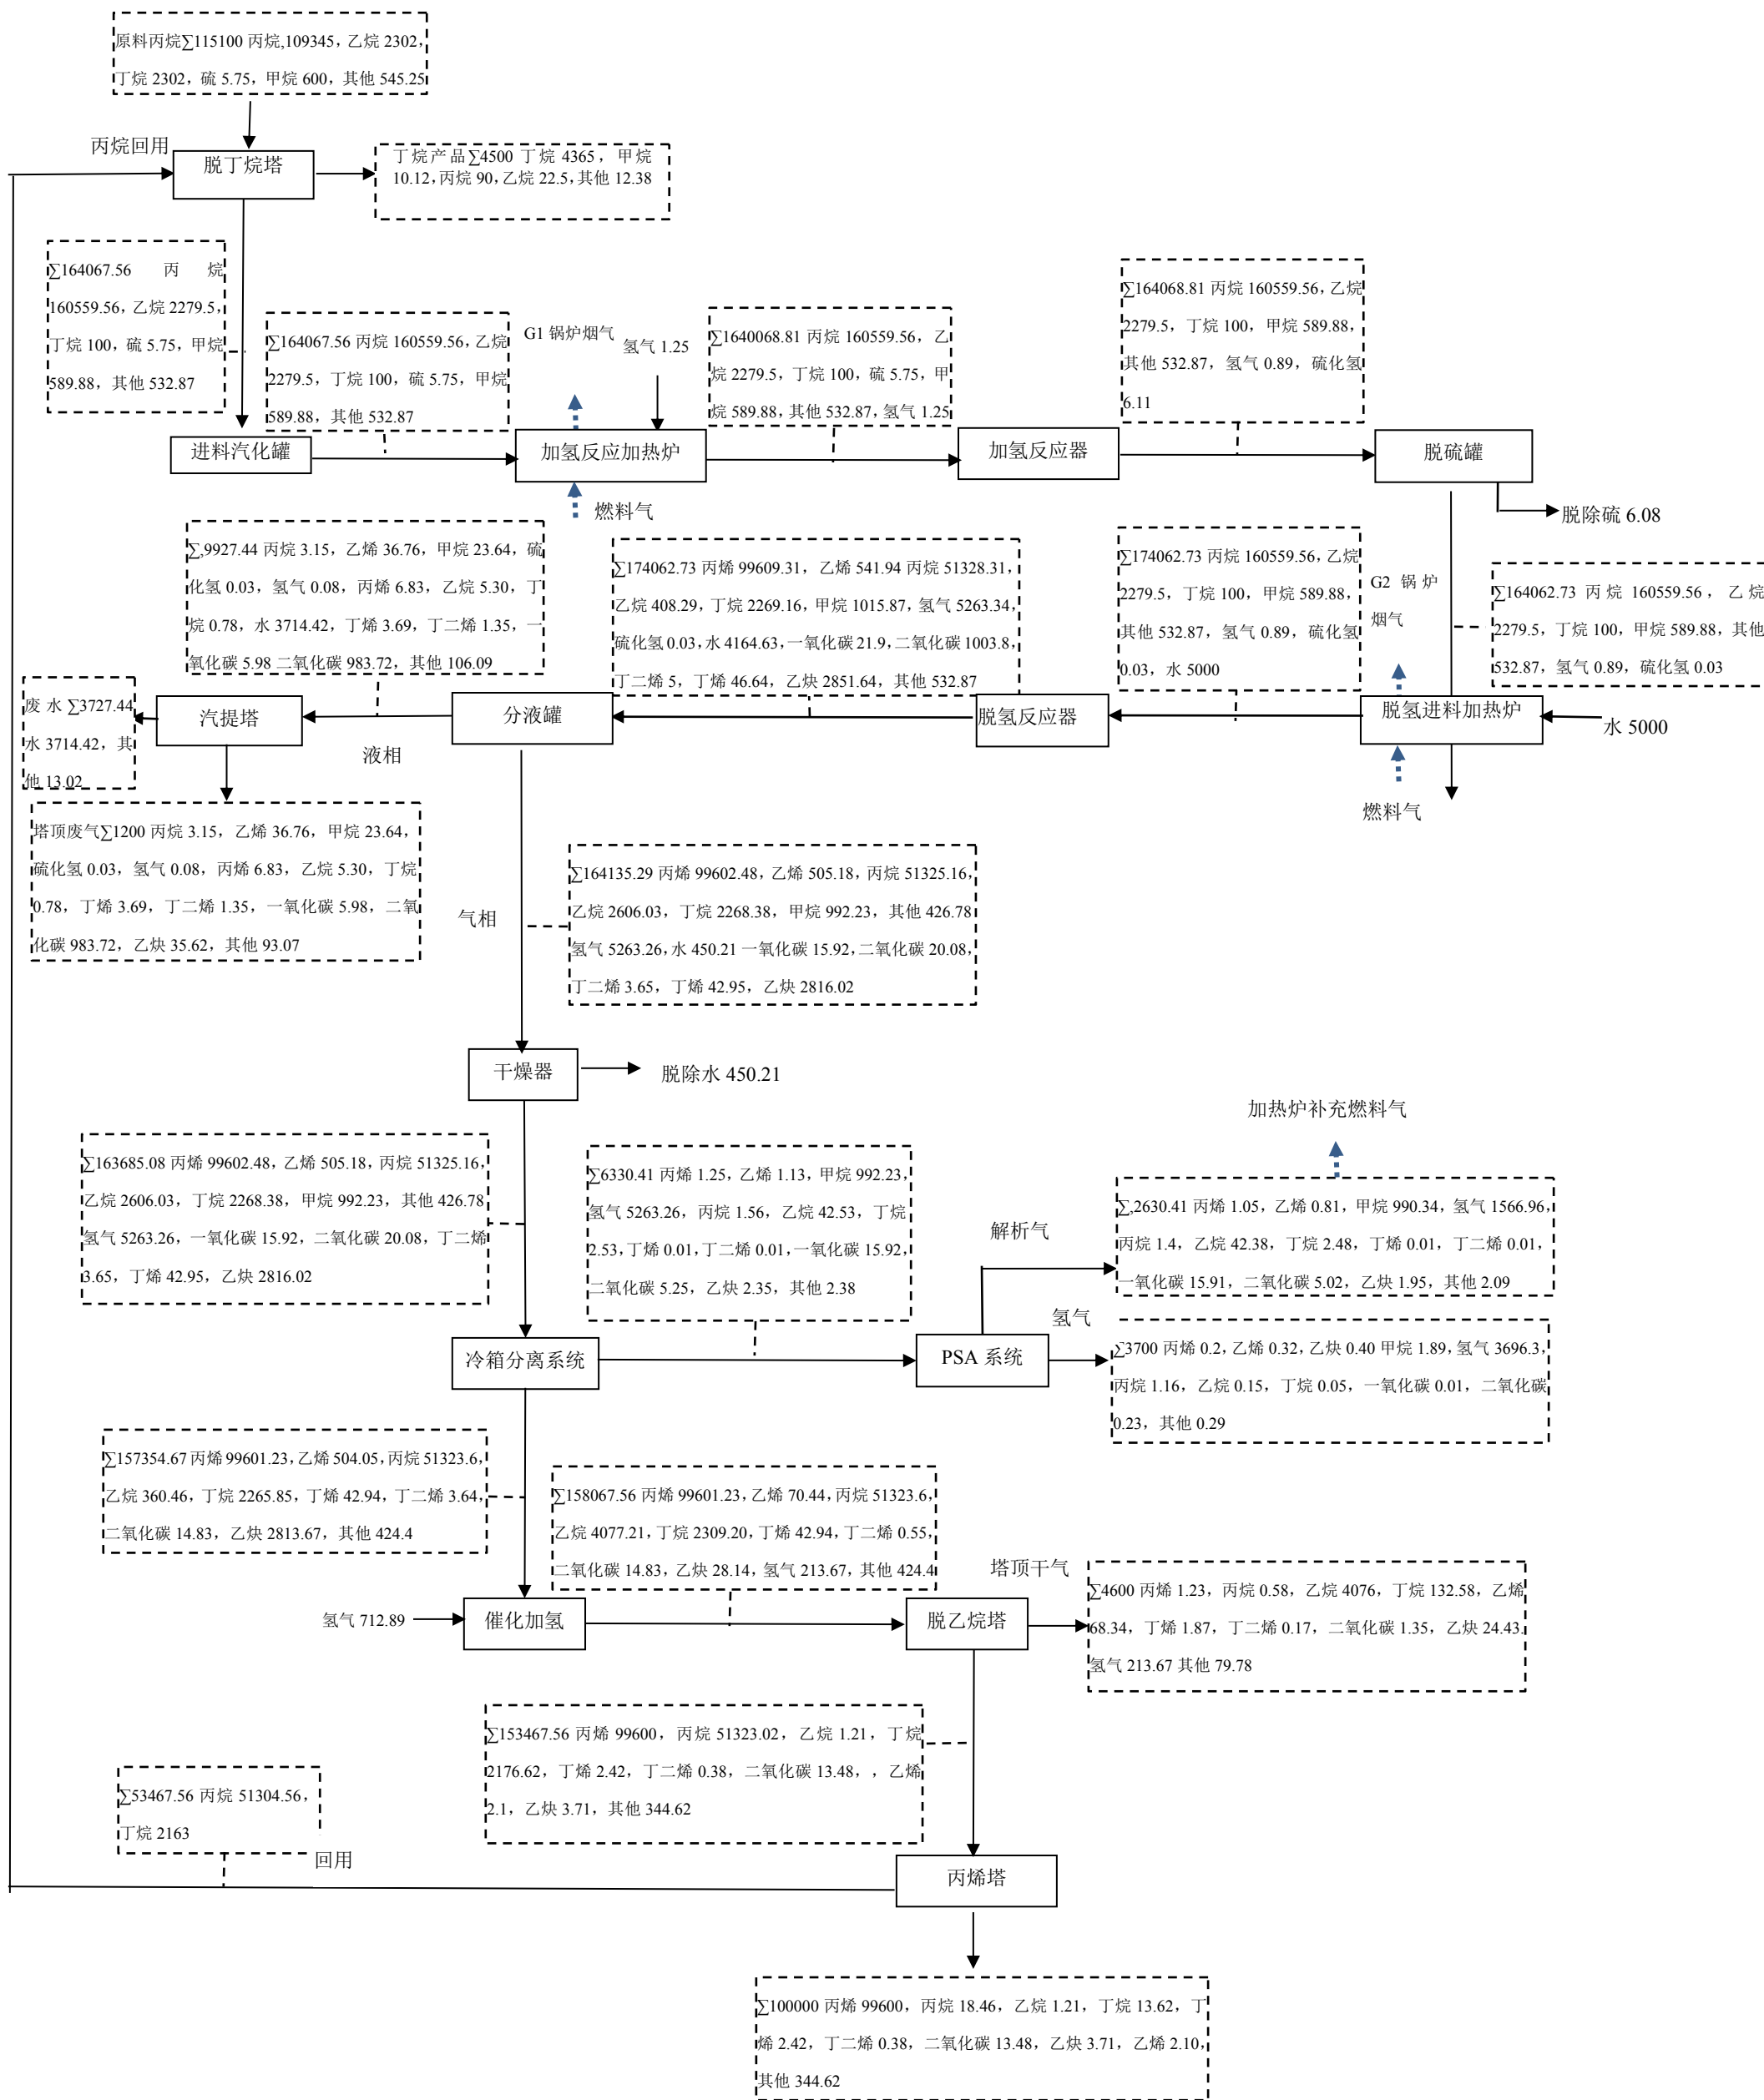 原料丙烷∑115100 丙烷,109345，乙烷 2302，
丁烷 2302，硫 5.75，甲烷 600，其他 545.25
丙烷回用
脱丁烷塔
丁烷产品∑4500 丁烷 4365，甲烷
10.12，丙烷 90，乙烷 22.5，其他 12.38
∑164067.56 丙 烷
160559.56，乙烷 2279.5，
丁烷 100，硫 5.75，甲烷
589.88，其他 532.87
∑164067.56 丙烷 160559.56，乙烷
2279.5，丁烷 100，硫 5.75，甲烷
589.88，其他 532.87
G1 锅炉烟气
氢气 1.25
∑1640068.81 丙烷 160559.56，乙
烷 2279.5，丁烷 100，硫 5.75，甲
烷 589.88，其他 532.87，氢气 1.25
∑164068.81 丙烷 160559.56，乙烷
2279.5，丁烷 100，甲烷 589.88，
其他 532.87，氢气 0.89，硫化氢
6.11
进料汽化罐
加氢反应加热炉
加氢反应器
脱硫罐
燃料气
脱除硫 6.08
∑,9927.44 丙烷 3.15，乙烯 36.76，甲烷 23.64，硫
化氢 0.03，氢气 0.08，丙烯 6.83，乙烷 5.30，丁
烷 0.78，水 3714.42，丁烯 3.69，丁二烯 1.35，一
氧化碳 5.98 二氧化碳 983.72，其他 106.09
∑174062.73 丙烯 99609.31，乙烯 541.94 丙烷 51328.31，
乙烷 408.29，丁烷 2269.16，甲烷 1015.87，氢气 5263.34，
硫化氢 0.03，水 4164.63，一氧化碳 21.9，二氧化碳 1003.8，
丁二烯 5，丁烯 46.64，乙炔 2851.64，其他 532.87
∑174062.73 丙烷 160559.56，乙烷
2279.5，丁烷 100，甲烷 589.88，
其他 532.87，氢气 0.89，硫化氢
0.03，水 5000
G2 锅 炉
烟气
∑164062.73 丙 烷 160559.56，乙 烷
2279.5，丁烷 100，甲烷 589.88，其他
532.87，氢气 0.89，硫化氢 0.03
废 水 ∑3727.44
水 3714.42，其
他 13.02
汽提塔
液相
分液罐
脱氢反应器
脱氢进料加热炉
水 5000
燃料气
塔顶废气∑1200 丙烷 3.15，乙烯 36.76，甲烷 23.64，
硫化氢 0.03，氢气 0.08，丙烯 6.83，乙烷 5.30，丁烷
0.78，丁烯 3.69，丁二烯 1.35，一氧化碳 5.98，二氧
化碳 983.72，乙炔 35.62，其他 93.07
气相
∑164135.29 丙烯 99602.48，乙烯 505.18，丙烷 51325.16，
乙烷 2606.03，丁烷 2268.38，甲烷 992.23，其他 426.78
氢气 5263.26，水 450.21 一氧化碳 15.92，二氧化碳 20.08，
丁二烯 3.65，丁烯 42.95，乙炔 2816.02
干燥器
脱除水 450.21
加热炉补充燃料气
∑163685.08 丙烯 99602.48，乙烯 505.18，丙烷 51325.16，
乙烷 2606.03，丁烷 2268.38，甲烷 992.23，其他 426.78
氢气 5263.26，一氧化碳 15.92，二氧化碳 20.08，丁二烯
3.65，丁烯 42.95，乙炔 2816.02
∑6330.41 丙烯 1.25，乙烯 1.13，甲烷 992.23，
氢气 5263.26，丙烷 1.56，乙烷 42.53，丁烷
2.53，丁烯 0.01，丁二烯 0.01，一氧化碳 15.92，
二氧化碳 5.25，乙炔 2.35，其他 2.38
解析气
∑,2630.41 丙烯 1.05，乙烯 0.81，甲烷 990.34，氢气 1566.96，
丙烷 1.4，乙烷 42.38，丁烷 2.48，丁烯 0.01，丁二烯 0.01，
一氧化碳 15.91，二氧化碳 5.02，乙炔 1.95，其他 2.09
冷箱分离系统
PSA 系统
氢气
∑3700 丙烯 0.2，乙烯 0.32，乙炔 0.40 甲烷 1.89，氢气 3696.3，
丙烷 1.16，乙烷 0.15，丁烷 0.05，一氧化碳 0.01，二氧化碳
0.23，其他 0.29
∑157354.67 丙烯 99601.23，乙烯 504.05，丙烷 51323.6，
乙烷 360.46，丁烷 2265.85，丁烯 42.94，丁二烯 3.64，
二氧化碳 14.83，乙炔 2813.67，其他 424.4
∑158067.56 丙烯 99601.23，乙烯 70.44，丙烷 51323.6，
乙烷 4077.21，丁烷 2309.20，丁烯 42.94，丁二烯 0.55，
二氧化碳 14.83，乙炔 28.14，氢气 213.67，其他 424.4
塔顶干气
∑4600 丙烯 1.23，丙烷 0.58，乙烷 4076，丁烷 132.58，乙烯
68.34，丁烯 1.87，丁二烯 0.17，二氧化碳 1.35，乙炔 24.43.
氢气 213.67 其他 79.78
氢气 712.89
催化加氢
脱乙烷塔
∑153467.56 丙烯 99600，丙烷 51323.02，乙烷 1.21，丁烷
2176.62，丁烯 2.42，丁二烯 0.38，二氧化碳 13.48，，乙烯
2.1，乙炔 3.71，其他 344.62
∑53467.56 丙烷 51304.56，
丁烷 2163
回用
丙烯塔
∑100000 丙烯 99600，丙烷 18.46，乙烷 1.21，丁烷 13.62，丁
烯 2.42，丁二烯 0.38，二氧化碳 13.48，乙炔 3.71，乙烯 2.10，
其他 344.62